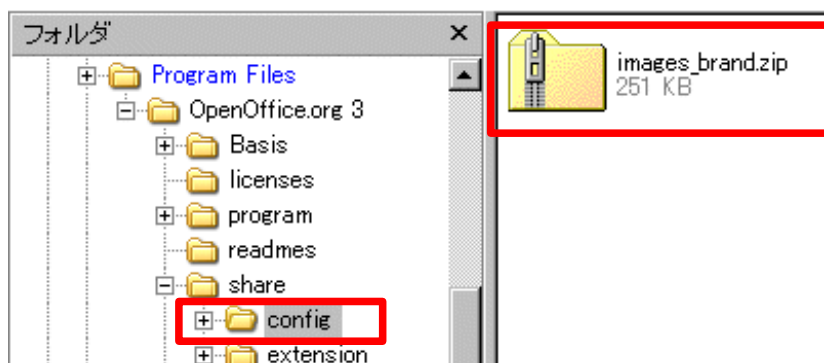 フォルダ
Program Files
OpenOffice.org 3
Basis
licenses
program
readmes
share
config
extension
images_brand.zip
251 KB